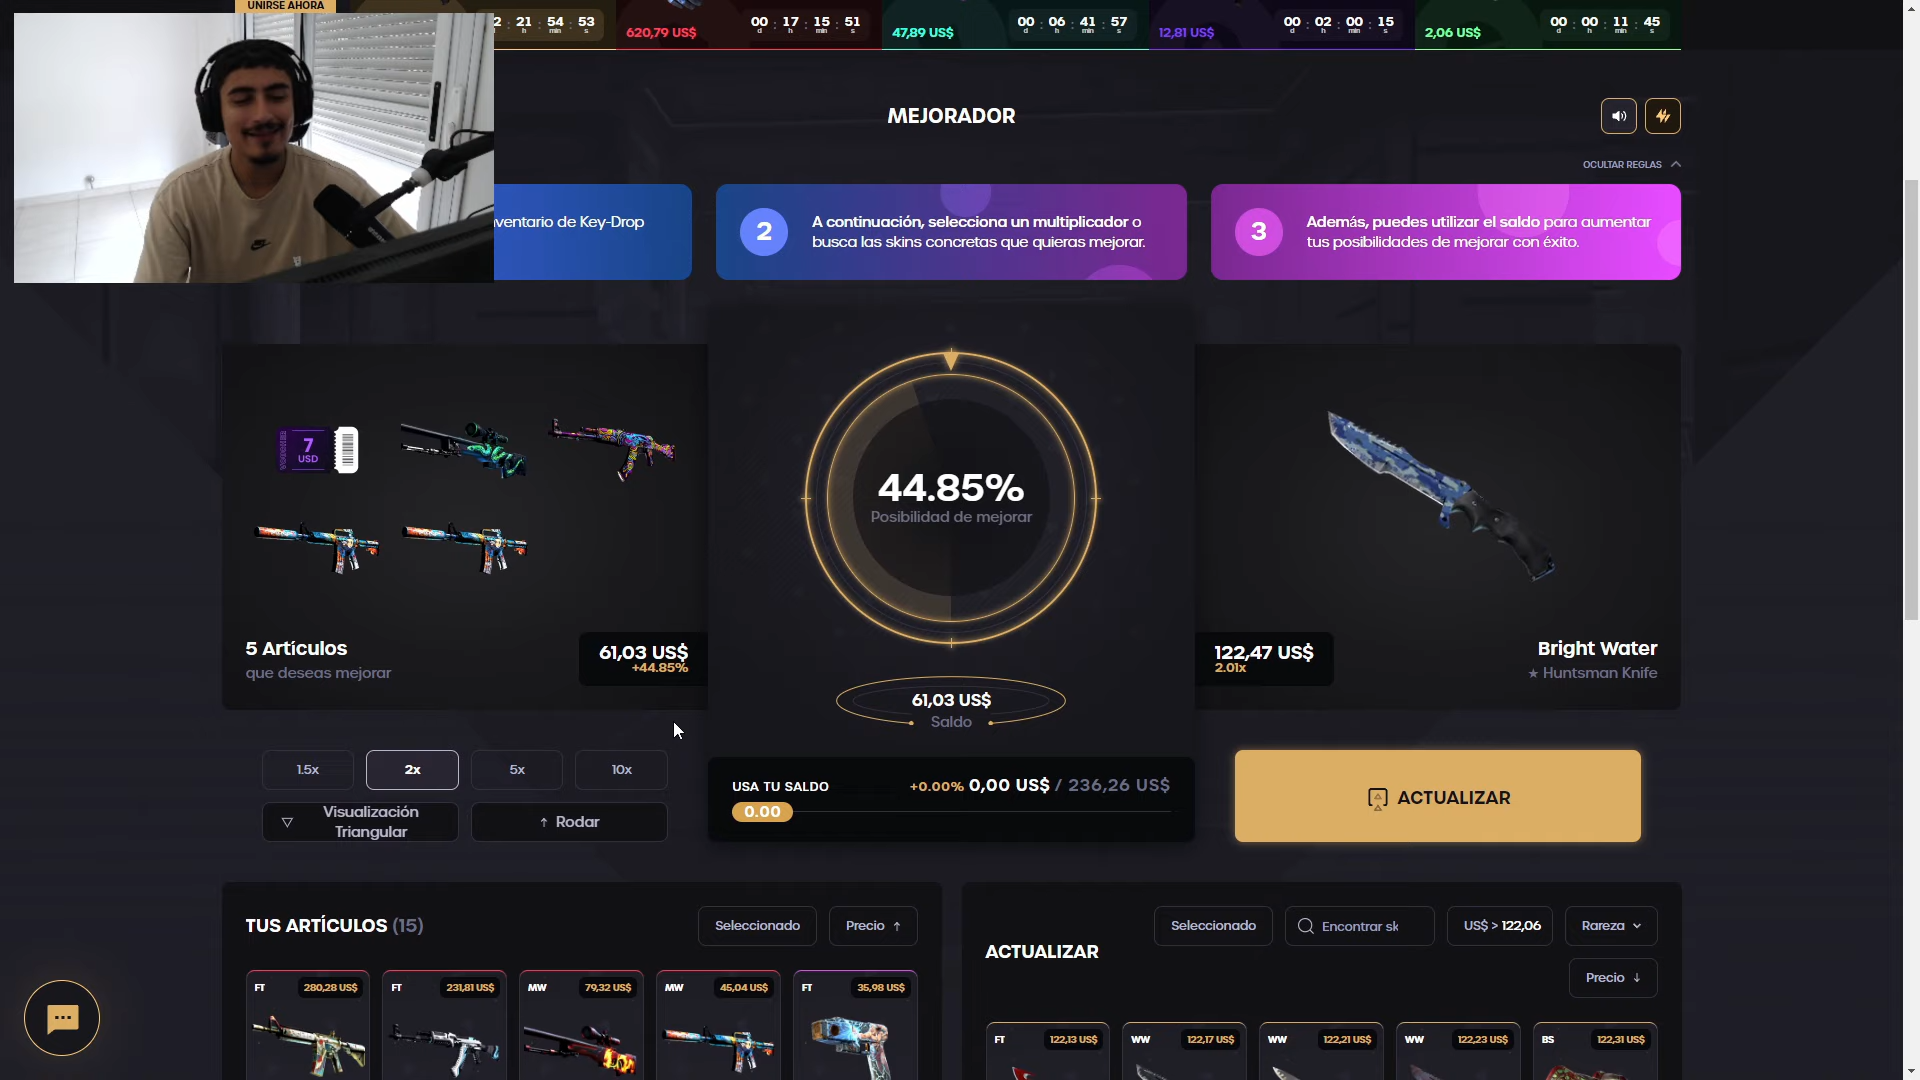 UNIRSE AHORA
2 : 21 : 54 : 53
h min s
620,79 US$
00 : 17 : 15 : 51
d h min s
47,89 US$
00 : 06 : 41 : 57
d h min s
12,81 US$
00 : 02 : 00 : 15
d h min s
2,06 US$
00 : 00 : 11 : 45
d h min s
MEJORADOR
OCULTAR REGLAS
nventario de Key-Drop
2
A continuación, selecciona un multiplicador o
busca las skins concretas que quieras mejorar.
3
Además, puedes utilizar el saldo para aumentar
tus posibilidades de mejorar con éxito.
VOUCHER
7
USD
44.85%
Posibilidad de mejorar
5 Artículos
que deseas mejorar
61,03 US$
+44.85%
61,03 US$
Saldo
122,47 US$
2.01x
Bright Water
★ Huntsman Knife
1.5x
2x
5x
10x
Visualización
Triangular
Rodar
USA TU SALDO
+0.00% 0,00 US$ / 236,26 US$
0.00
ACTUALIZAR
TUS ARTÍCULOS (15)
Seleccionado
Precio ↑
ACTUALIZAR
Seleccionado
Encontrar sk
US$ > 122,06
Rareza
Precio ↓
FT 280,28 US$
FT 231,81 US$
MW 79,32 US$
MW 45,04 US$
FT 35,98 US$
FT 122,13 US$
WW 122,17 US$
WW 122,21 US$
WW 122,23 US$
BS 122,31 US$